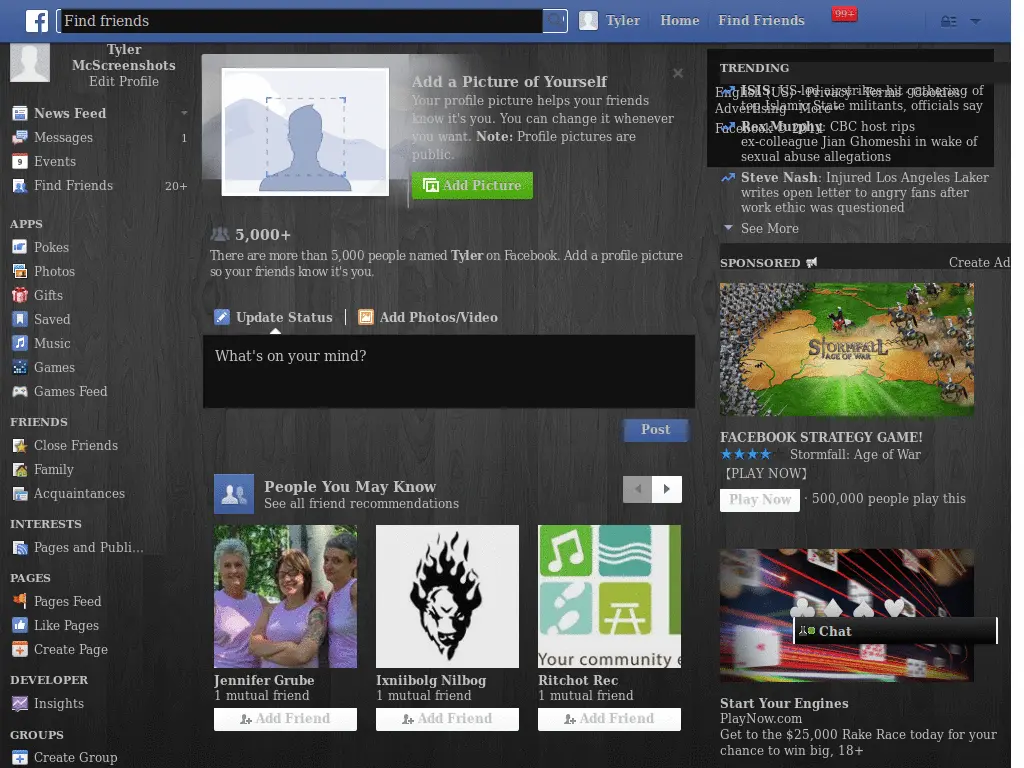 Find friends
Tyler
Home
Find Friends
99+
Tyler
McScreenshots
Edit Profile
News Feed
Messages 1
Events
Find Friends 20+
APPS
Pokes
Photos
Gifts
Saved
Music
Games
Games Feed
FRIENDS
Close Friends
Family
Acquaintances
INTERESTS
Pages and Publi...
PAGES
Pages Feed
Like Pages
Create Page
DEVELOPER
Insights
GROUPS
Create Group
Add a Picture of Yourself
Your profile picture helps your friends
know it's you. You can change it whenever
you want. Note: Profile pictures are
public.
Add Picture
5,000+
There are more than 5,000 people named Tyler on Facebook. Add a profile picture
so your friends know it's you.
Update Status
Add Photos/Video
What's on your mind?
Post
People You May Know
See all friend recommendations
Your community
Jennifer Grube
1 mutual friend
Add Friend
Ixniibolg Nilbog
1 mutual friend
Add Friend
Ritchot Rec
1 mutual friend
Add Friend
TRENDING
ISIS: US-led airstrikes hit gathering of
Islamic State militants, officials say
English (US) · Privacy · Terms · Cookies ·
Advertising · More
Rex Murphy: CBC host rips
ex-colleague Jian Ghomeshi in wake of
sexual abuse allegations
Steve Nash: Injured Los Angeles Laker
writes open letter to angry fans after
work ethic was questioned
See More
SPONSORED
Create Ad
STORMFALL
AGE OF WAR
FACEBOOK STRATEGY GAME!
Stormfall: Age of War
【PLAY NOW】
Play Now · 500,000 people play this
Chat
Start Your Engines
PlayNow.com
Get to the $25,000 Rake Race today for your
chance to win big, 18+